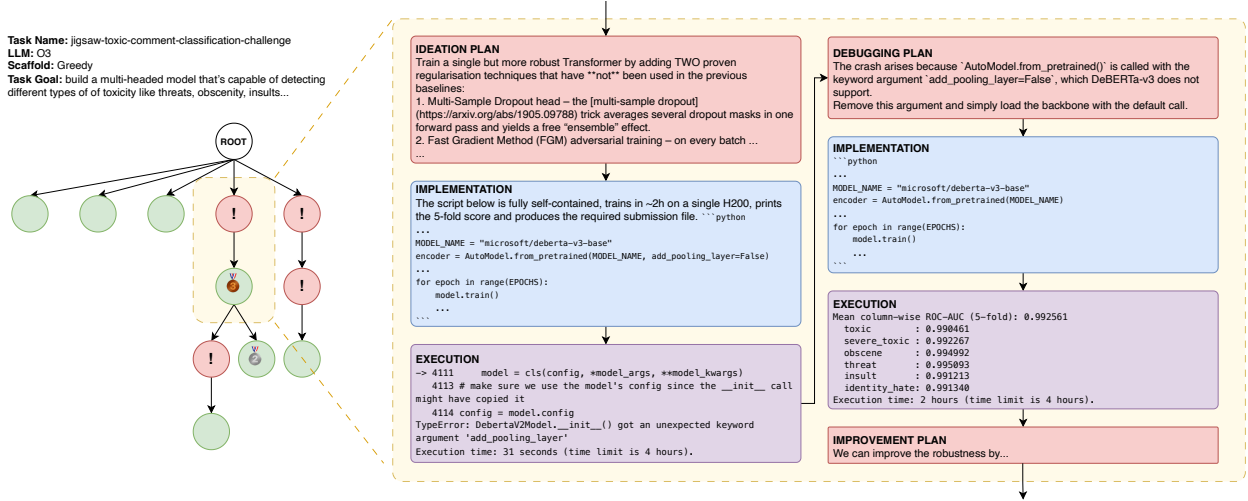 Task Name: jigsaw-toxic-comment-classification-challenge
LLM: O3
Scaffold: Greedy
Task Goal: build a multi-headed model that's capable of detecting
different types of of toxicity like threats, obscenity, insults...
ROOT
!
!
3
!
!
2
IDEATION PLAN
Train a single but more robust Transformer by adding TWO proven
regularisation techniques that have **not** been used in the previous
baselines:
1. Multi-Sample Dropout head – the [multi-sample dropout]
(https://arxiv.org/abs/1905.09788) trick averages several dropout masks in one
forward pass and yields a free “ensemble” effect.
2. Fast Gradient Method (FGM) adversarial training – on every batch ...
...
IMPLEMENTATION
The script below is fully self-contained, trains in ~2h on a single H200, prints
the 5-fold score and produces the required submission file. ```python
...
MODEL_NAME = "microsoft/deberta-v3-base"
encoder = AutoModel.from_pretrained(MODEL_NAME, add_pooling_layer=False)
...
for epoch in range(EPOCHS):
model.train()
...
```
EXECUTION
-> 4111 model = cls(config, *model_args, **model_kwargs)
4113 # make sure we use the model's config since the __init__ call
might have copied it
4114 config = model.config
TypeError: DebertaV2Model.__init__() got an unexpected keyword
argument 'add_pooling_layer'
Execution time: 31 seconds (time limit is 4 hours).
DEBUGGING PLAN
The crash arises because `AutoModel.from_pretrained()` is called with the
keyword argument `add_pooling_layer=False`, which DeBERTa-v3 does not
support.
Remove this argument and simply load the backbone with the default call.
IMPLEMENTATION
```python
...
MODEL_NAME = "microsoft/deberta-v3-base"
encoder = AutoModel.from_pretrained(MODEL_NAME)
...
for epoch in range(EPOCHS):
model.train()
...
```
EXECUTION
Mean column-wise ROC-AUC (5-fold): 0.992561
toxic : 0.990461
severe_toxic : 0.992267
obscene : 0.994992
threat : 0.995093
insult : 0.991213
identity_hate: 0.991340
Execution time: 2 hours (time limit is 4 hours).
IMPROVEMENT PLAN
We can improve the robustness by...